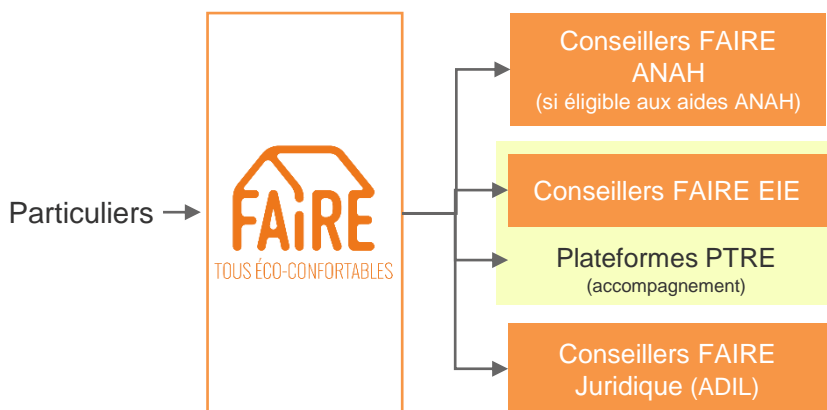 Particuliers
FAiRE
TOUS ÉCO-CONFORTABLES
Conseillers FAIRE
ANAH
(si éligible aux aides ANAH)
Conseillers FAIRE EIE
Plateformes PTRE
(accompagnement)
Conseillers FAIRE
Juridique (ADIL)